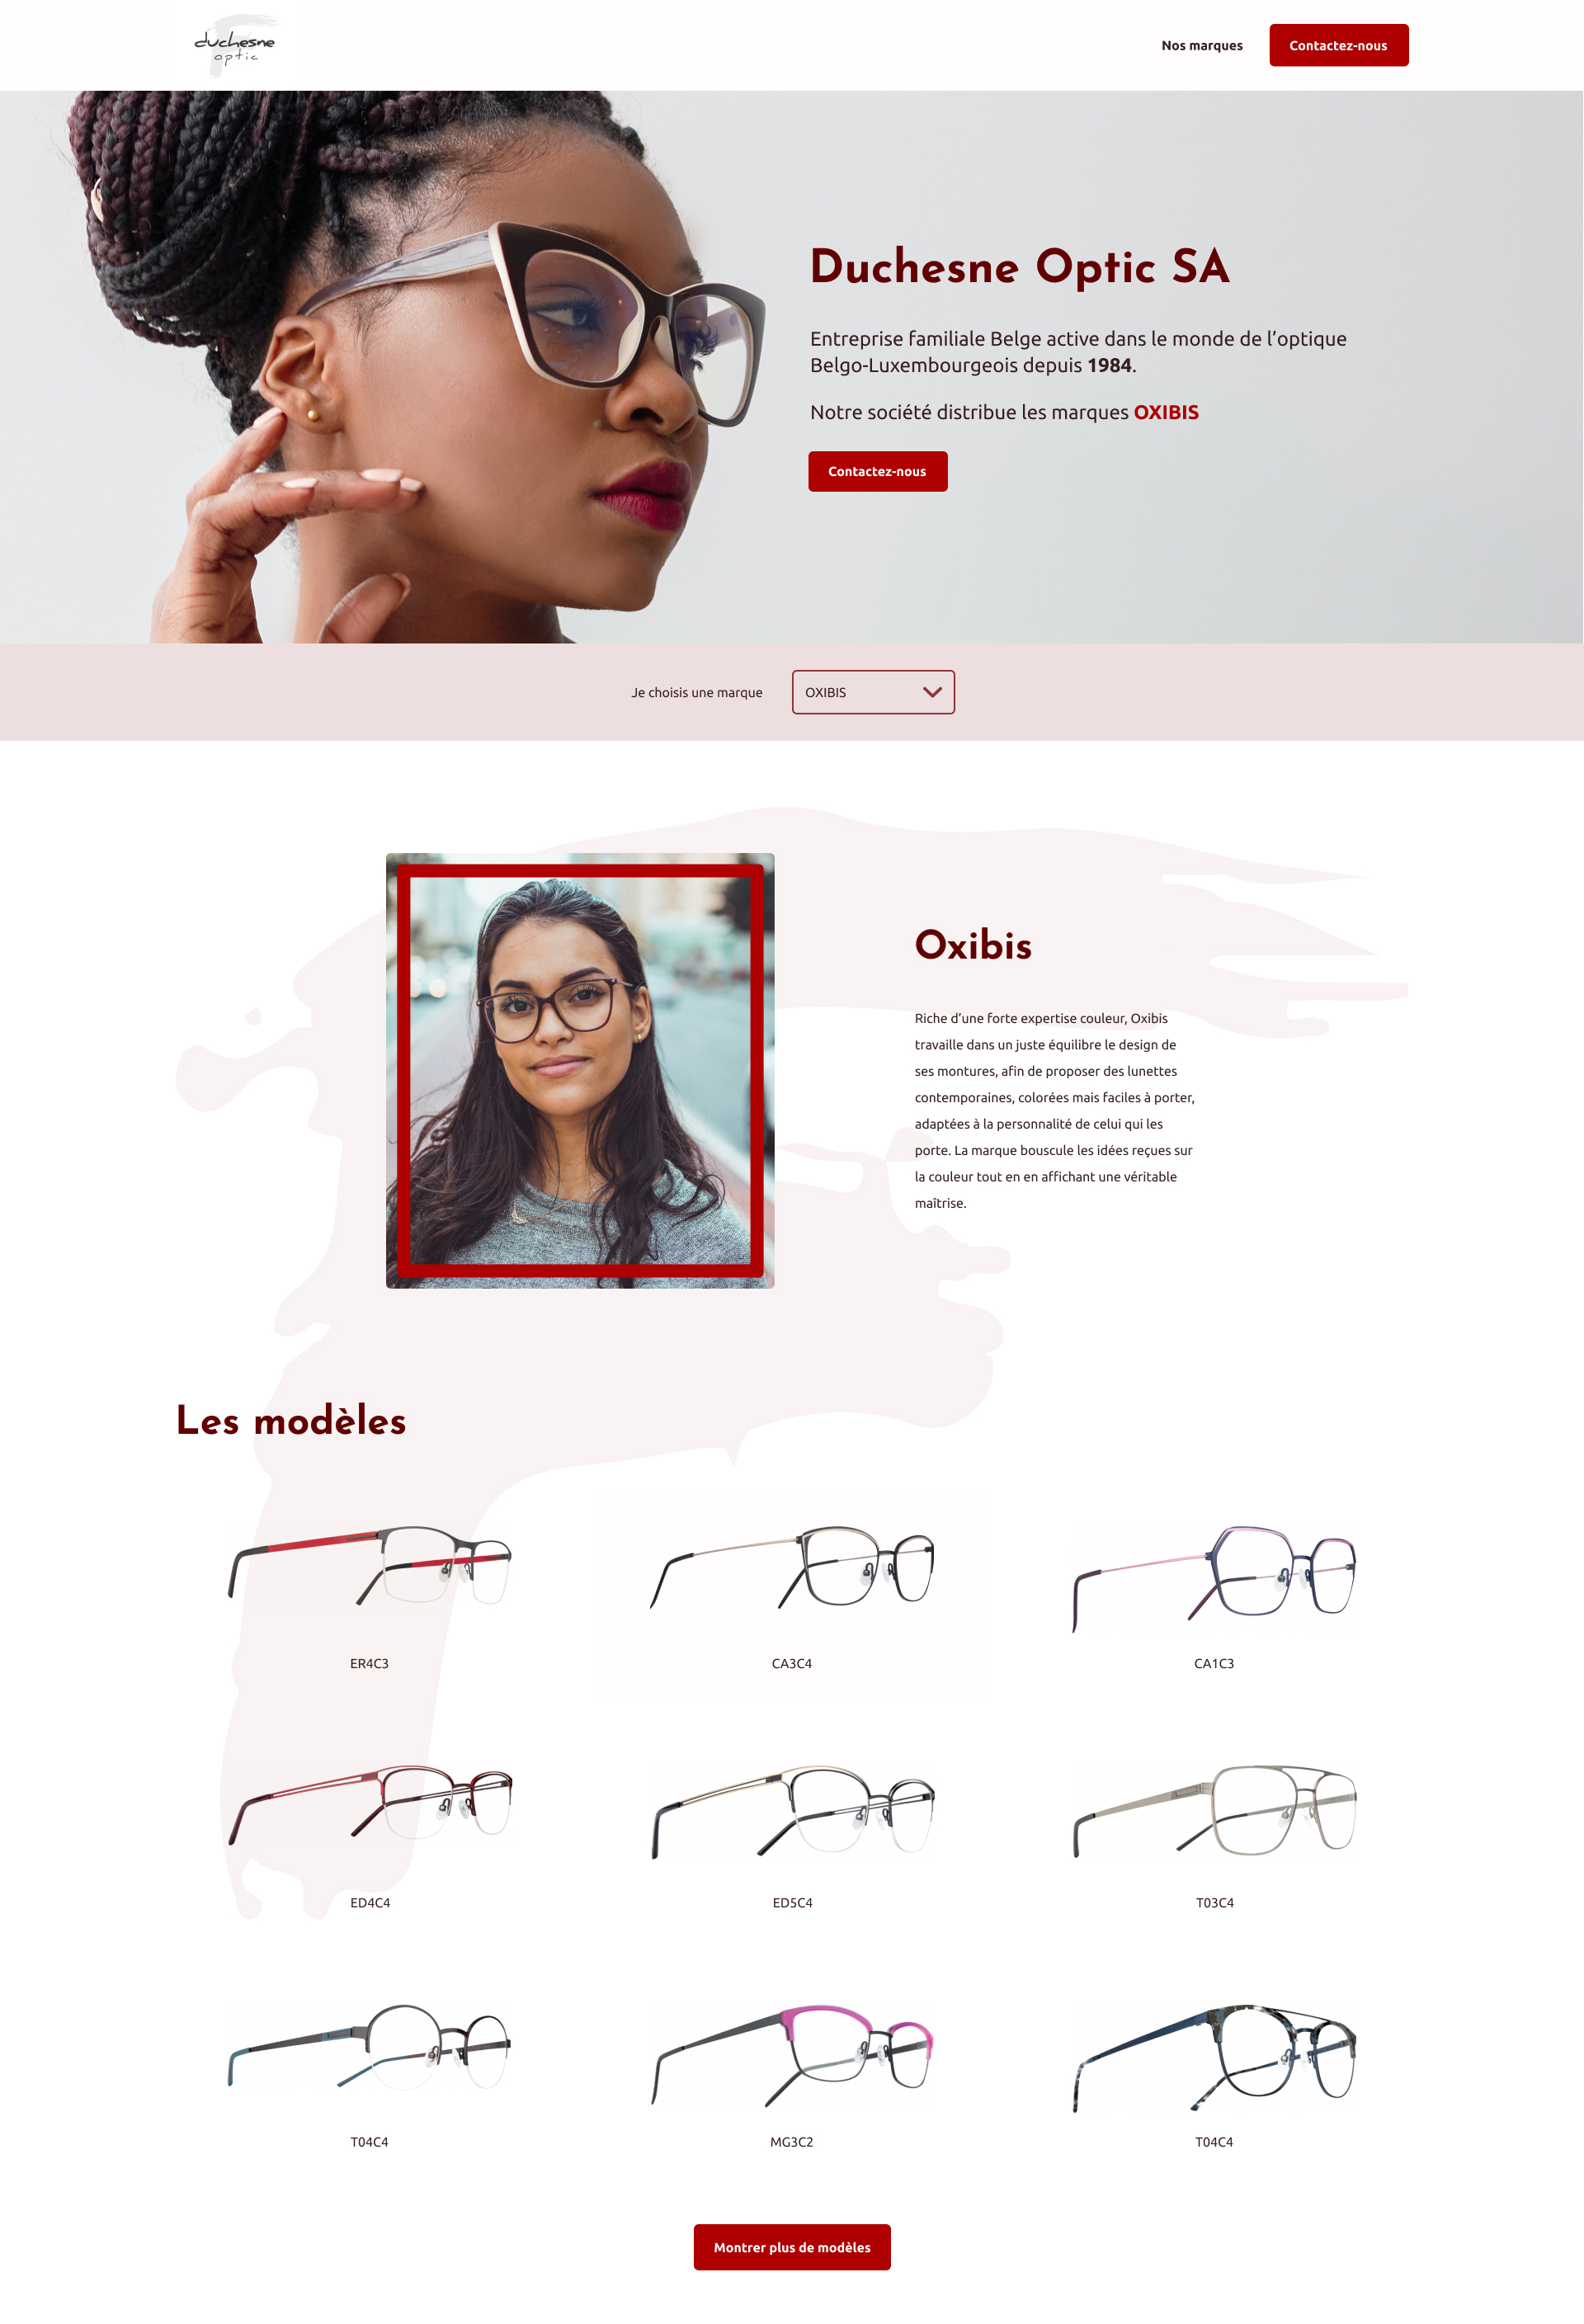 duchesne
optic
Nos marques
Contactez-nous
Duchesne Optic SA
Entreprise familiale Belge active dans le monde de l’optique
Belgo-Luxembourgeois depuis 1984.
Notre société distribue les marques OXIBIS
Contactez-nous
Je choisis une marque
OXIBIS
Oxibis
Riche d’une forte expertise couleur, Oxibis
travaille dans un juste équilibre le design de
ses montures, afin de proposer des lunettes
contemporaines, colorées mais faciles à porter,
adaptées à la personnalité de celui qui les
porte. La marque bouscule les idées reçues sur
la couleur tout en en affichant une véritable
maîtrise.
Les modèles
ER4C3
CA3C4
CA1C3
ED4C4
ED5C4
T03C4
T04C4
MG3C2
T04C4
Montrer plus de modèles